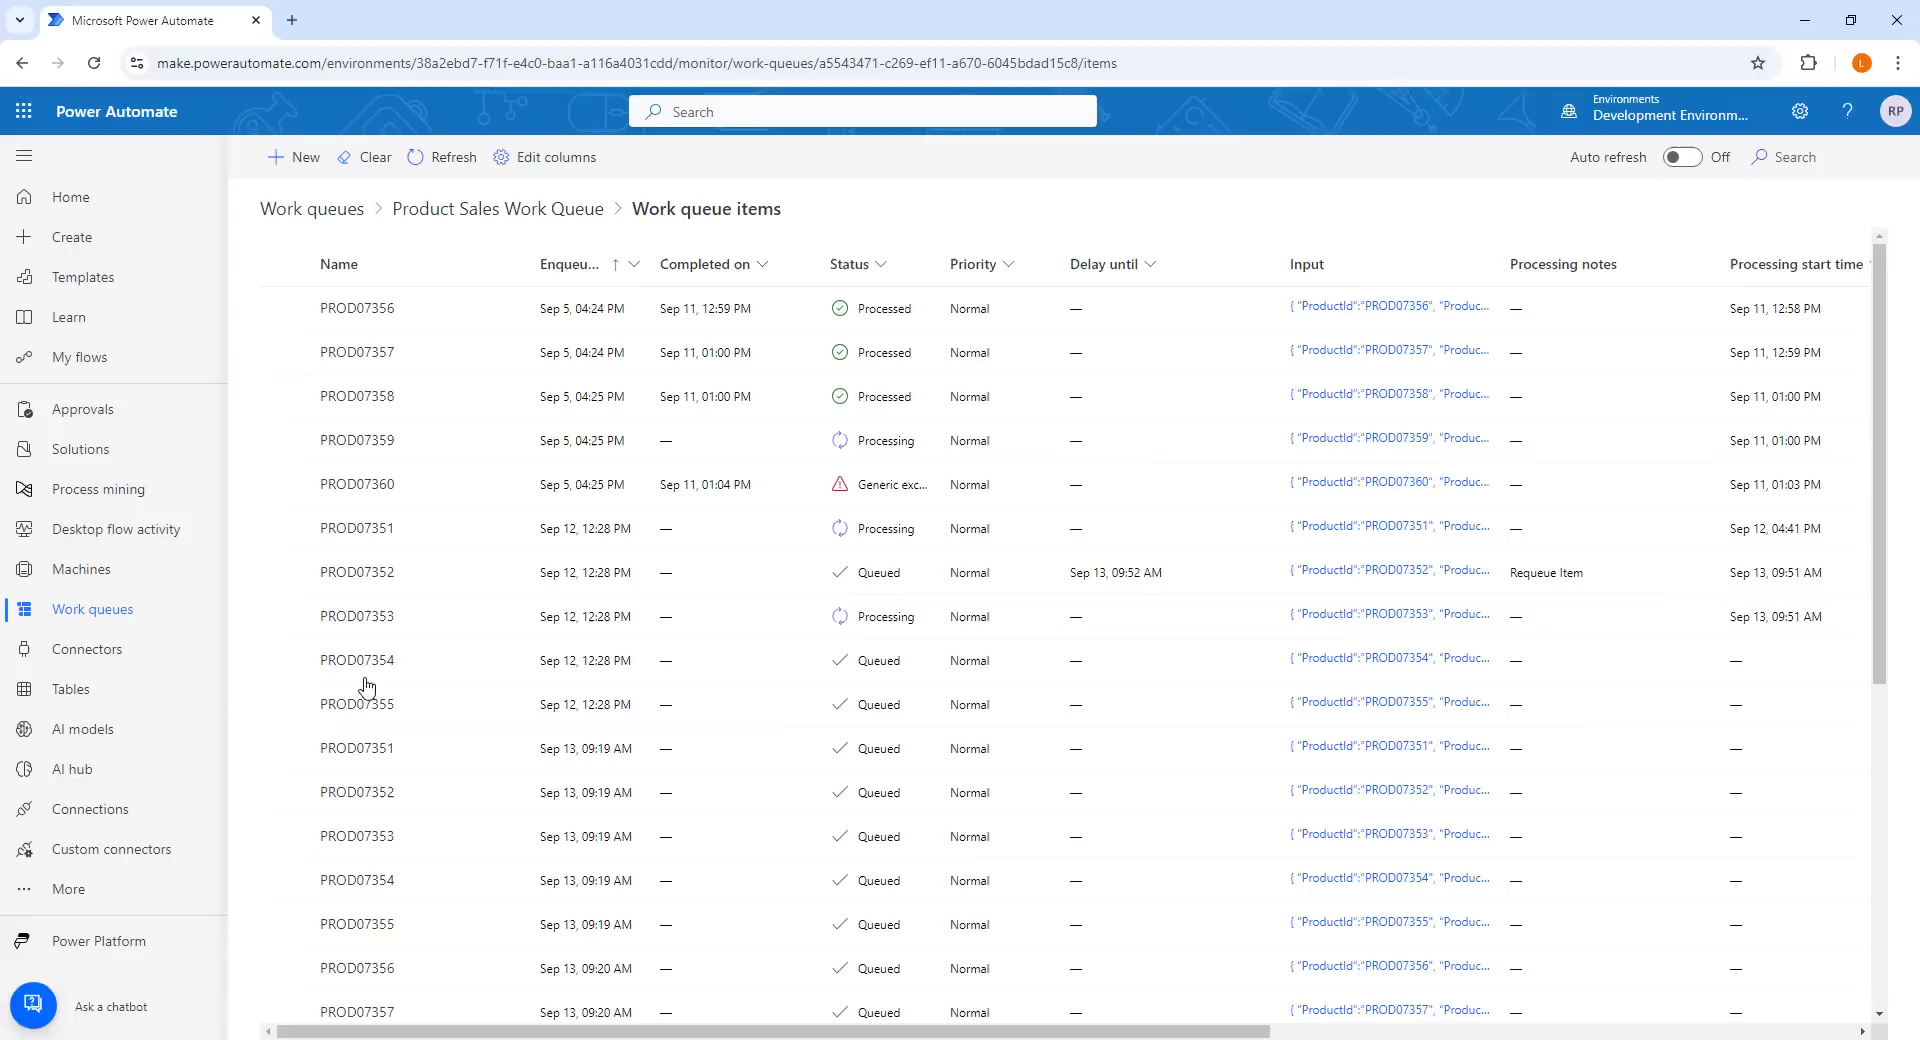 Microsoft Power Automate
make.powerautomate.com/environments/38a2ebd7-f71f-e4c0-baa1-a116a4031cdd/monitor/work-queues/a5543471-c269-ef11-a670-6045bdad15c8/items
L
Power Automate
Search
Environments
Development Environm...
RP
New Clear Refresh Edit columns
Auto refresh Off Search
Home
Create
Templates
Learn
My flows
Approvals
Solutions
Process mining
Desktop flow activity
Machines
Work queues
Connectors
Tables
AI models
AI hub
Connections
Custom connectors
More
Power Platform
Ask a chatbot
Work queues > Product Sales Work Queue > Work queue items
Name Enqueu... Completed on Status Priority Delay until Input Processing notes Processing start time
PROD07356 Sep 5, 04:24 PM Sep 11, 12:59 PM Processed Normal — { "ProductId":"PROD07356", "Produc... — Sep 11, 12:58 PM
PROD07357 Sep 5, 04:24 PM Sep 11, 01:00 PM Processed Normal — { "ProductId":"PROD07357", "Produc... — Sep 11, 12:59 PM
PROD07358 Sep 5, 04:25 PM Sep 11, 01:00 PM Processed Normal — { "ProductId":"PROD07358", "Produc... — Sep 11, 01:00 PM
PROD07359 Sep 5, 04:25 PM — Processing Normal — { "ProductId":"PROD07359", "Produc... — Sep 11, 01:00 PM
PROD07360 Sep 5, 04:25 PM Sep 11, 01:04 PM Generic exc... Normal — { "ProductId":"PROD07360", "Produc... — Sep 11, 01:03 PM
PROD07351 Sep 12, 12:28 PM — Processing Normal — { "ProductId":"PROD07351", "Produc... — Sep 12, 04:41 PM
PROD07352 Sep 12, 12:28 PM — Queued Normal Sep 13, 09:52 AM { "ProductId":"PROD07352", "Produc... Requeue Item Sep 13, 09:51 AM
PROD07353 Sep 12, 12:28 PM — Processing Normal — { "ProductId":"PROD07353", "Produc... — Sep 13, 09:51 AM
PROD07354 Sep 12, 12:28 PM — Queued Normal — { "ProductId":"PROD07354", "Produc... — —
PROD07355 Sep 12, 12:28 PM — Queued Normal — { "ProductId":"PROD07355", "Produc... — —
PROD07351 Sep 13, 09:19 AM — Queued Normal — { "ProductId":"PROD07351", "Produc... — —
PROD07352 Sep 13, 09:19 AM — Queued Normal — { "ProductId":"PROD07352", "Produc... — —
PROD07353 Sep 13, 09:19 AM — Queued Normal — { "ProductId":"PROD07353", "Produc... — —
PROD07354 Sep 13, 09:19 AM — Queued Normal — { "ProductId":"PROD07354", "Produc... — —
PROD07355 Sep 13, 09:19 AM — Queued Normal — { "ProductId":"PROD07355", "Produc... — —
PROD07356 Sep 13, 09:20 AM — Queued Normal — { "ProductId":"PROD07356", "Produc... — —
PROD07357 Sep 13, 09:20 AM — Queued Normal — { "ProductId":"PROD07357", "Produc... — —